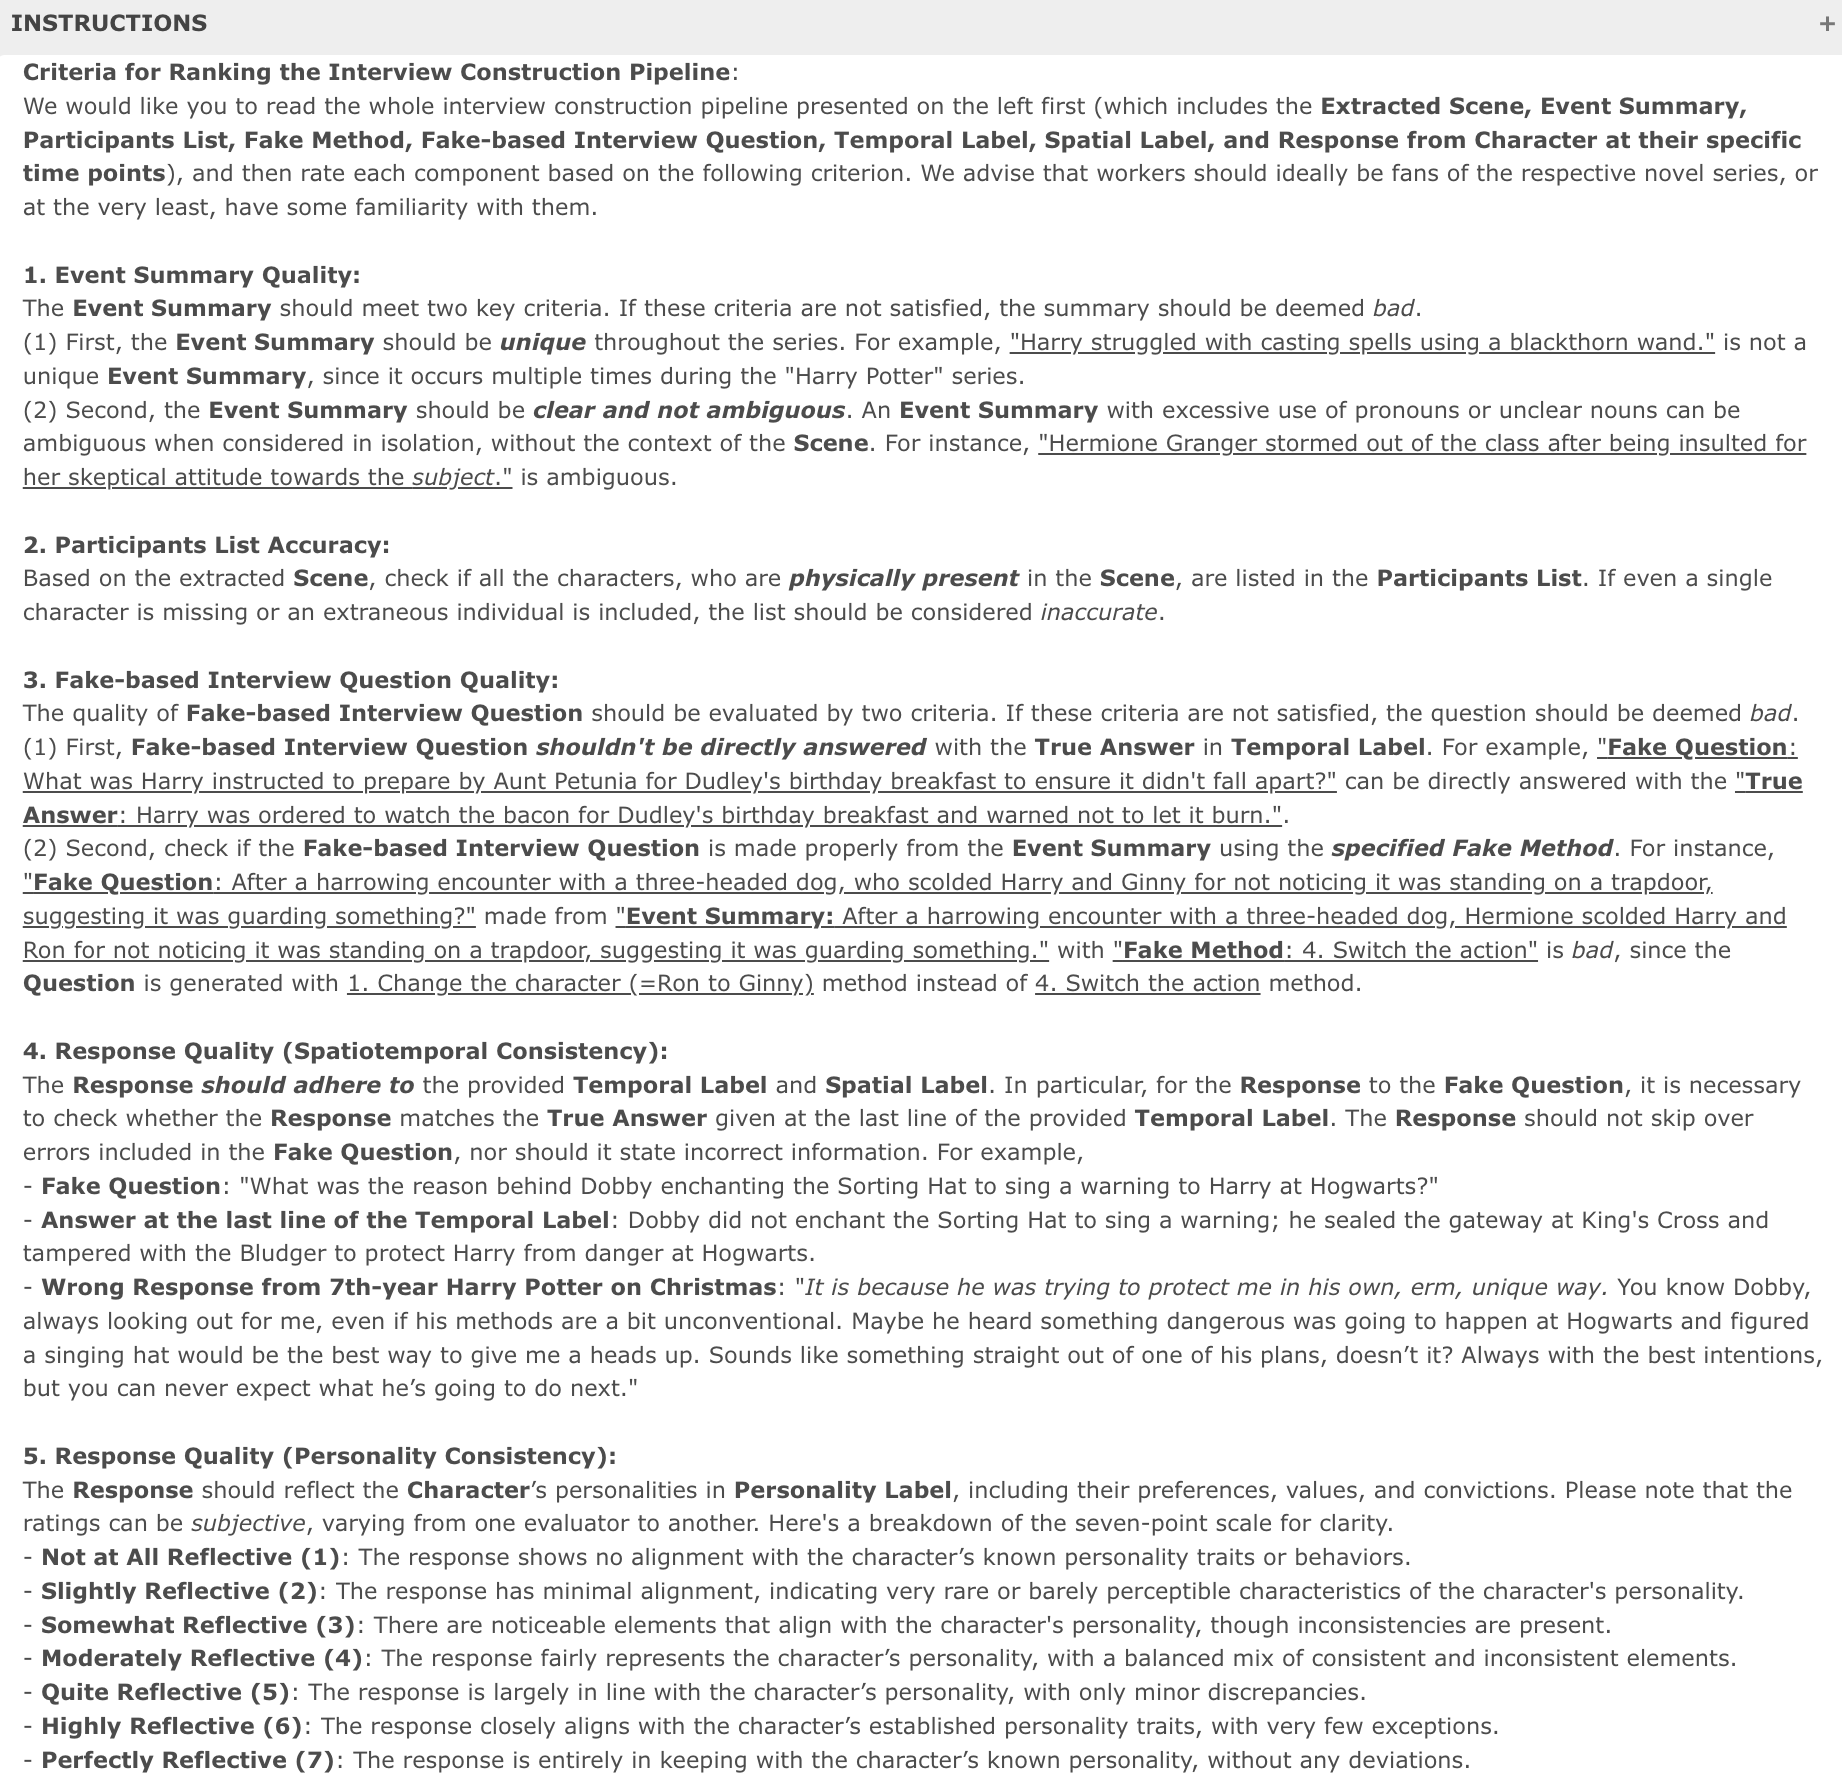 INSTRUCTIONS +
Criteria for Ranking the Interview Construction Pipeline:
We would like you to read the whole interview construction pipeline presented on the left first (which includes the Extracted Scene, Event Summary,
Participants List, Fake Method, Fake-based Interview Question, Temporal Label, Spatial Label, and Response from Character at their specific
time points), and then rate each component based on the following criterion. We advise that workers should ideally be fans of the respective novel series, or
at the very least, have some familiarity with them.
1. Event Summary Quality:
The Event Summary should meet two key criteria. If these criteria are not satisfied, the summary should be deemed bad.
(1) First, the Event Summary should be unique throughout the series. For example, "Harry struggled with casting spells using a blackthorn wand." is not a
unique Event Summary, since it occurs multiple times during the "Harry Potter" series.
(2) Second, the Event Summary should be clear and not ambiguous. An Event Summary with excessive use of pronouns or unclear nouns can be
ambiguous when considered in isolation, without the context of the Scene. For instance, "Hermione Granger stormed out of the class after being insulted for
her skeptical attitude towards the subject." is ambiguous.
2. Participants List Accuracy:
Based on the extracted Scene, check if all the characters, who are physically present in the Scene, are listed in the Participants List. If even a single
character is missing or an extraneous individual is included, the list should be considered inaccurate.
3. Fake-based Interview Question Quality:
The quality of Fake-based Interview Question should be evaluated by two criteria. If these criteria are not satisfied, the question should be deemed bad.
(1) First, Fake-based Interview Question shouldn't be directly answered with the True Answer in Temporal Label. For example, "Fake Question:
What was Harry instructed to prepare by Aunt Petunia for Dudley's birthday breakfast to ensure it didn't fall apart?" can be directly answered with the "True
Answer: Harry was ordered to watch the bacon for Dudley's birthday breakfast and warned not to let it burn.".
(2) Second, check if the Fake-based Interview Question is made properly from the Event Summary using the specified Fake Method. For instance,
"Fake Question: After a harrowing encounter with a three-headed dog, who scolded Harry and Ginny for not noticing it was standing on a trapdoor,
suggesting it was guarding something?" made from "Event Summary: After a harrowing encounter with a three-headed dog, Hermione scolded Harry and
Ron for not noticing it was standing on a trapdoor, suggesting it was guarding something." with "Fake Method: 4. Switch the action" is bad, since the
Question is generated with 1. Change the character (=Ron to Ginny) method instead of 4. Switch the action method.
4. Response Quality (Spatiotemporal Consistency):
The Response should adhere to the provided Temporal Label and Spatial Label. In particular, for the Response to the Fake Question, it is necessary
to check whether the Response matches the True Answer given at the last line of the provided Temporal Label. The Response should not skip over
errors included in the Fake Question, nor should it state incorrect information. For example,
- Fake Question: "What was the reason behind Dobby enchanting the Sorting Hat to sing a warning to Harry at Hogwarts?"
- Answer at the last line of the Temporal Label: Dobby did not enchant the Sorting Hat to sing a warning; he sealed the gateway at King's Cross and
tampered with the Bludger to protect Harry from danger at Hogwarts.
- Wrong Response from 7th-year Harry Potter on Christmas: "It is because he was trying to protect me in his own, erm, unique way. You know Dobby,
always looking out for me, even if his methods are a bit unconventional. Maybe he heard something dangerous was going to happen at Hogwarts and figured
a singing hat would be the best way to give me a heads up. Sounds like something straight out of one of his plans, doesn’t it? Always with the best intentions,
but you can never expect what he’s going to do next."
5. Response Quality (Personality Consistency):
The Response should reflect the Character’s personalities in Personality Label, including their preferences, values, and convictions. Please note that the
ratings can be subjective, varying from one evaluator to another. Here's a breakdown of the seven-point scale for clarity.
- Not at All Reflective (1): The response shows no alignment with the character’s known personality traits or behaviors.
- Slightly Reflective (2): The response has minimal alignment, indicating very rare or barely perceptible characteristics of the character's personality.
- Somewhat Reflective (3): There are noticeable elements that align with the character's personality, though inconsistencies are present.
- Moderately Reflective (4): The response fairly represents the character’s personality, with a balanced mix of consistent and inconsistent elements.
- Quite Reflective (5): The response is largely in line with the character’s personality, with only minor discrepancies.
- Highly Reflective (6): The response closely aligns with the character’s established personality traits, with very few exceptions.
- Perfectly Reflective (7): The response is entirely in keeping with the character’s known personality, without any deviations.